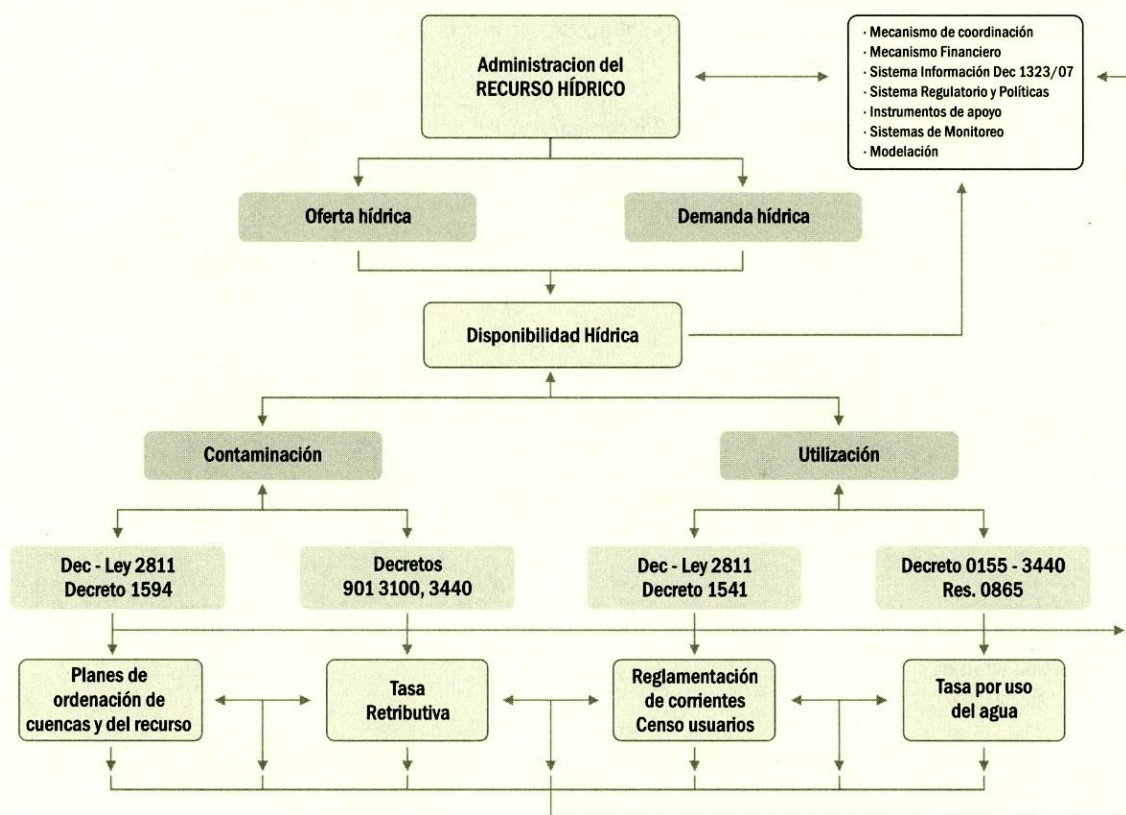 Administracion del
RECURSO HÍDRICO
· Mecanismo de coordinación
· Mecanismo Financiero
· Sistema Información Dec 1323/07
· Sistema Regulatorio y Políticas
· Instrumentos de apoyo
· Sistemas de Monitoreo
· Modelación
Oferta hídrica
Demanda hídrica
Disponibilidad Hídrica
Contaminación
Utilización
Dec - Ley 2811
Decreto 1594
Decretos
901 3100, 3440
Dec - Ley 2811
Decreto 1541
Decreto 0155 - 3440
Res. 0865
Planes de
ordenación de
cuencas y del recurso
Tasa
Retributiva
Reglamentación
de corrientes
Censo usuarios
Tasa por uso
del agua